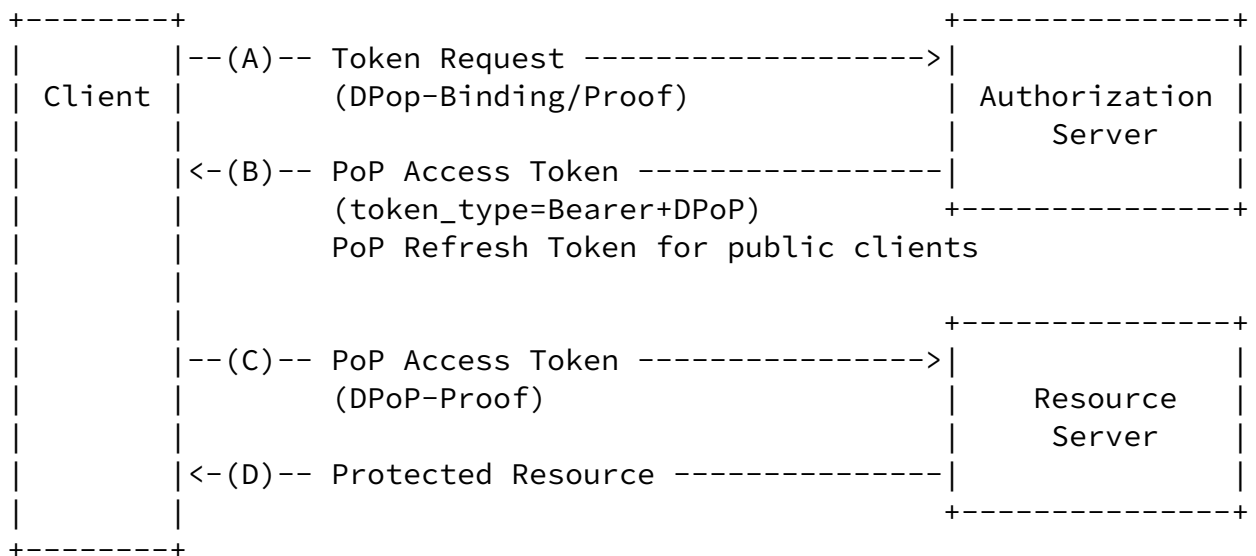 --(A)-- Token Request ------------------->
Client (DPop-Binding/Proof) Authorization
Server
<-(B)-- PoP Access Token -----------------
(token_type=Bearer+DPoP)
PoP Refresh Token for public clients
--(C)-- PoP Access Token ---------------->
(DPoP-Proof) Resource
Server
<-(D)-- Protected Resource ---------------